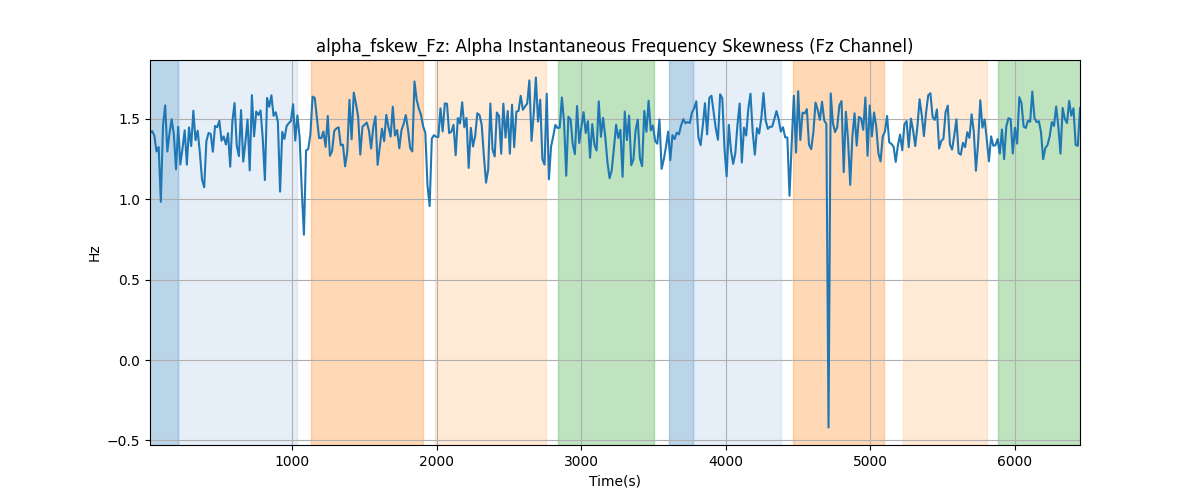 alpha_fskew_Fz: Alpha Instantaneous Frequency Skewness (Fz Channel)
Hz
1.5
1.0
0.5
0.0
−0.5
1000 2000 3000 4000 5000 6000
Time(s)